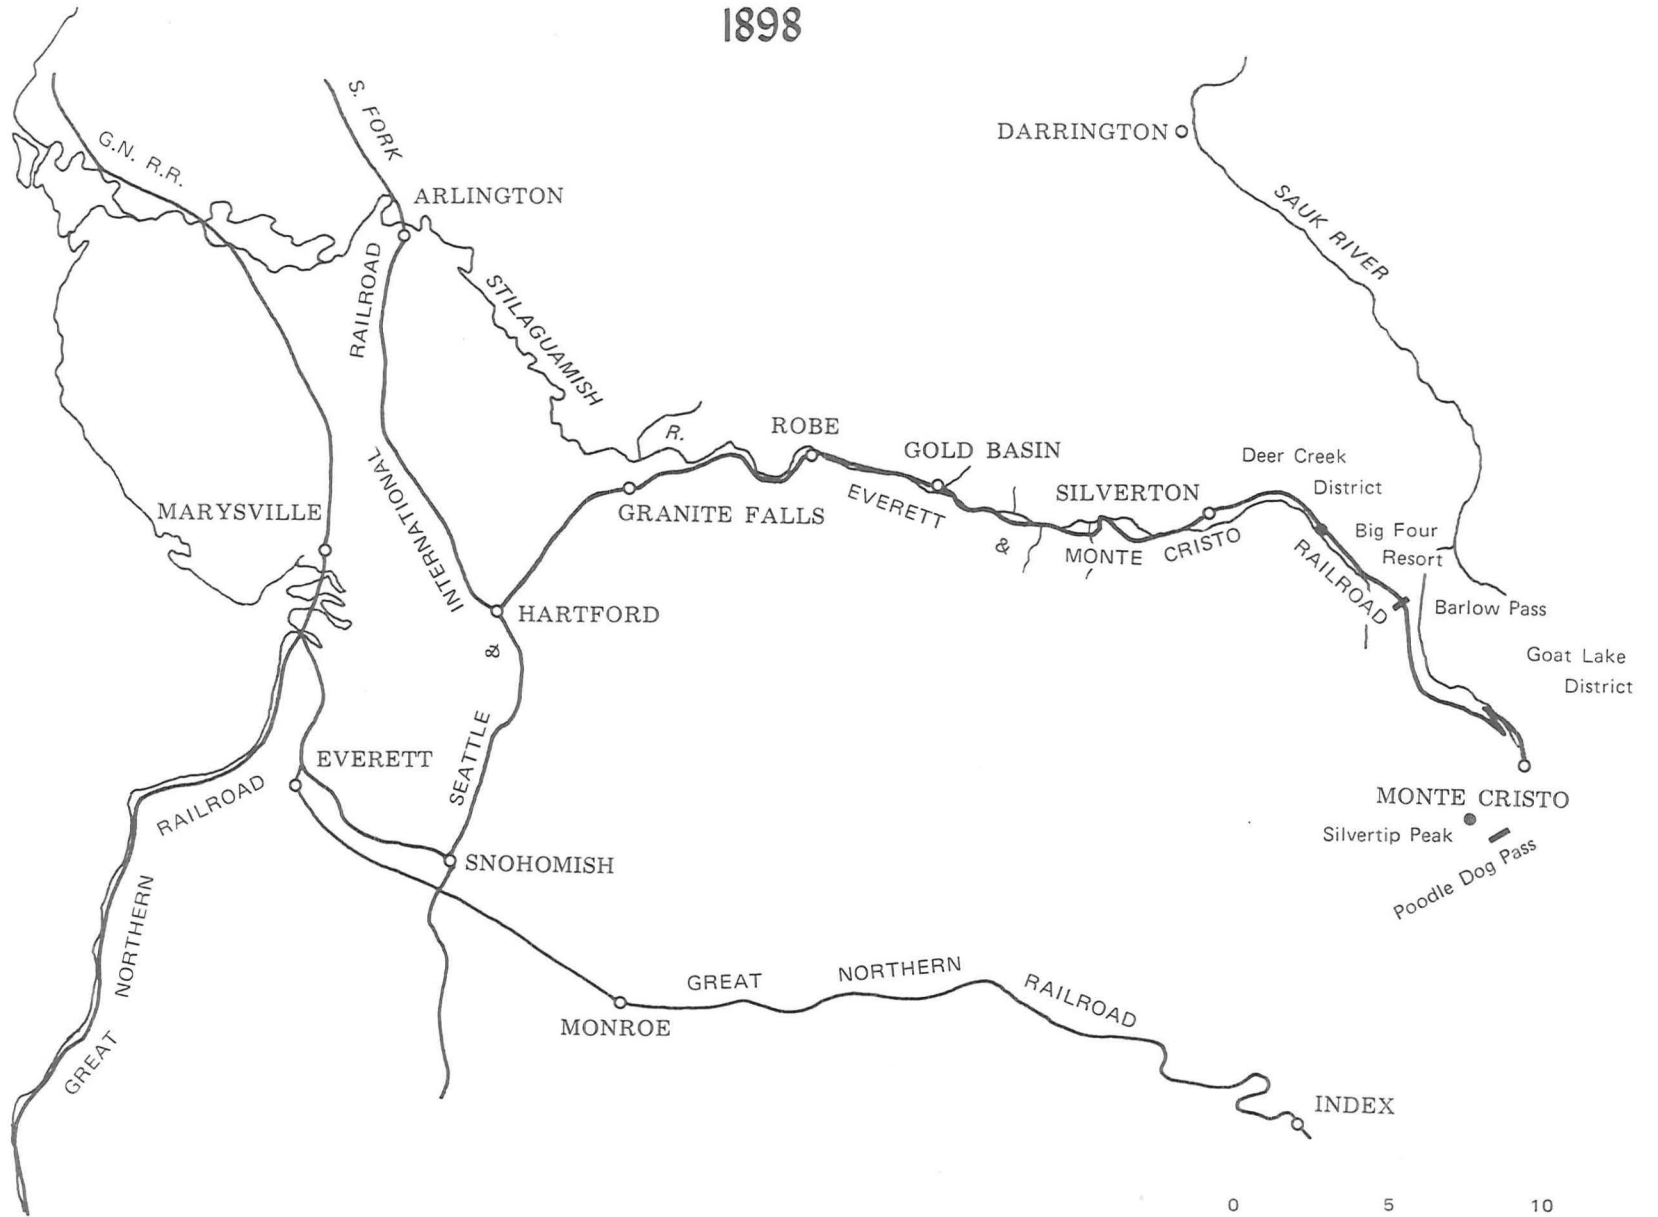 1898
G.N. R.R.
S. FORK
ARLINGTON
DARRINGTON
SAUK RIVER
RAILROAD
STILAGUAMISH
R.
ROBE
GOLD BASIN
Deer Creek
District
SILVERTON
MARYSVILLE
INTERNATIONAL
GRANITE FALLS
EVERETT
&
MONTE
CRISTO
RAILROAD
Big Four
Resort
Barlow Pass
HARTFORD
&
Goat Lake
District
SEATTLE
EVERETT
RAILROAD
MONTE CRISTO
Silvertip Peak
Poodle Dog Pass
SNOHOMISH
NORTHERN
GREAT
GREAT
NORTHERN
RAILROAD
MONROE
INDEX
0 5 10